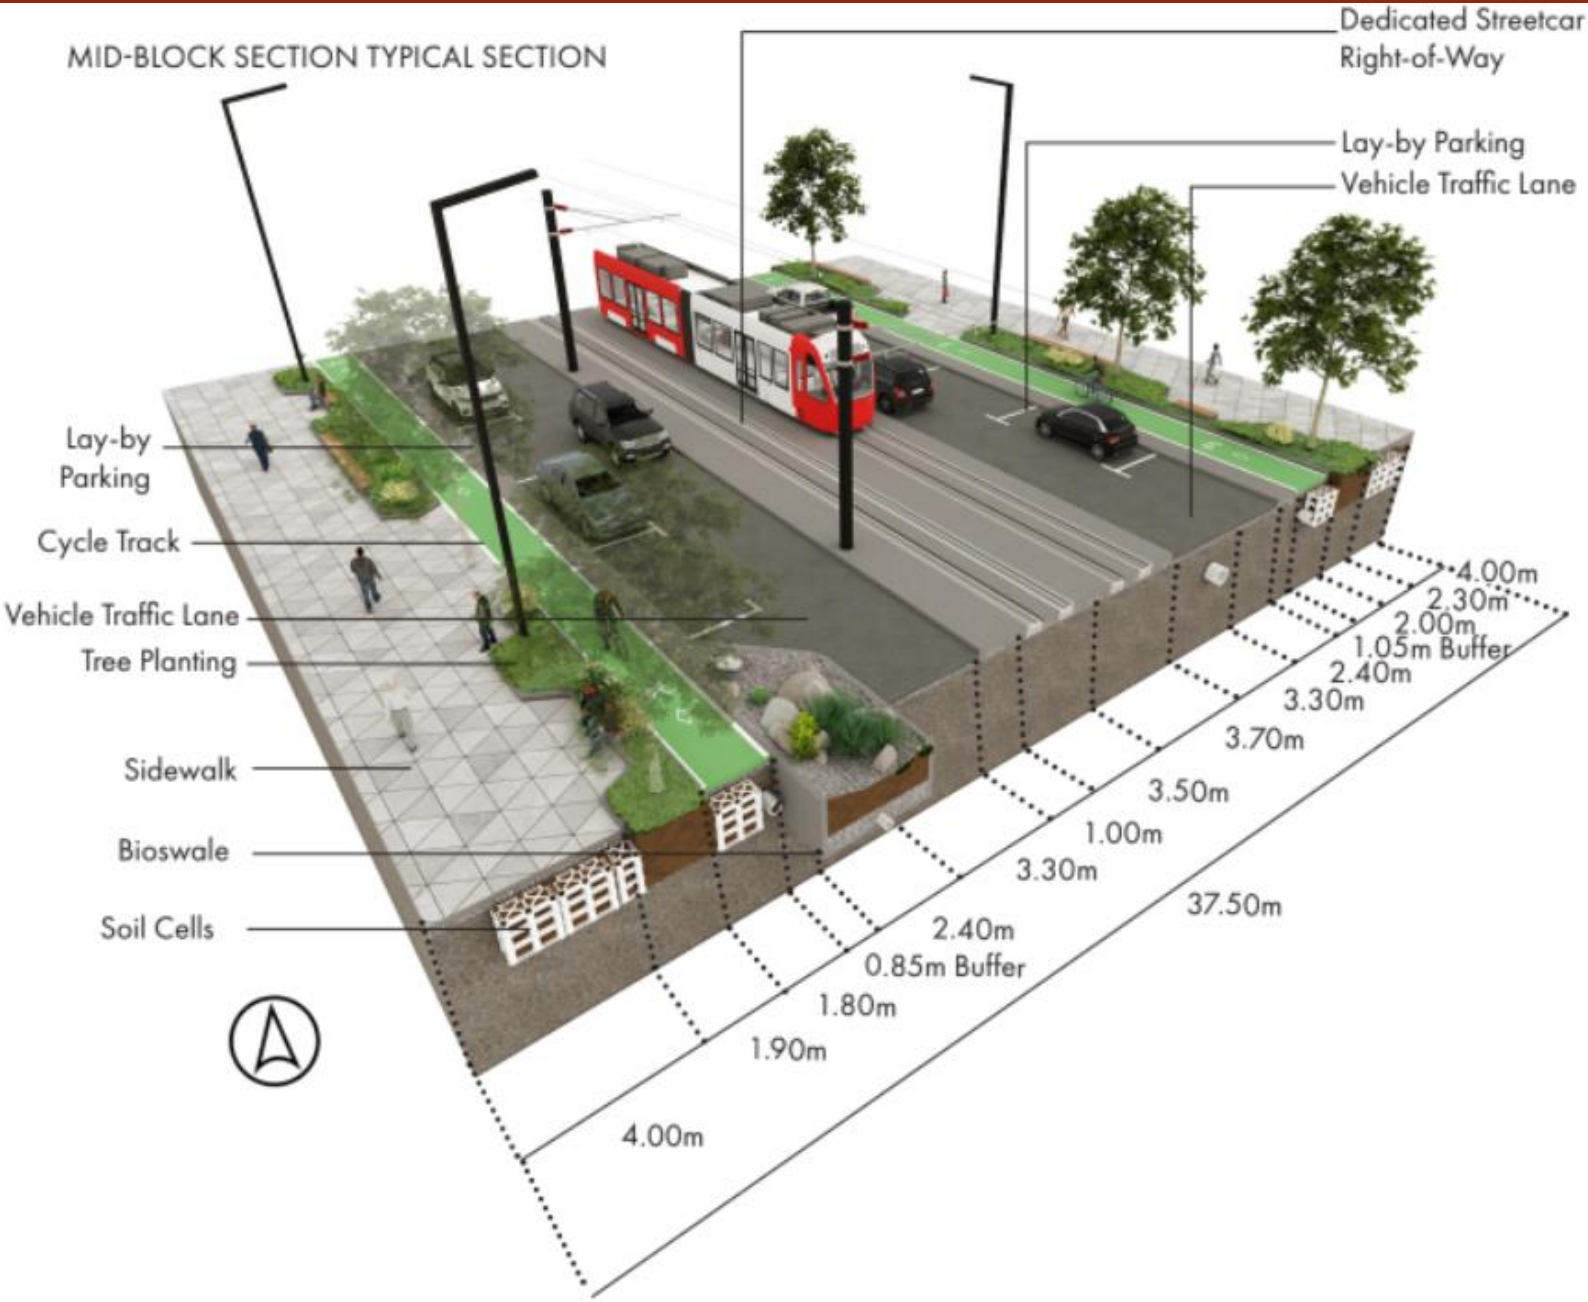 MID-BLOCK SECTION TYPICAL SECTION
Dedicated Streetcar
Right-of-Way
Lay-by Parking
Vehicle Traffic Lane
Lay-by
Parking
Cycle Track
Vehicle Traffic Lane
Tree Planting
Sidewalk
Bioswale
Soil Cells
4.00m
2.30m
2.00m
1.05m Buffer
2.40m
3.30m
3.70m
3.50m
1.00m
3.30m
2.40m
0.85m Buffer
1.80m
1.90m
4.00m
37.50m